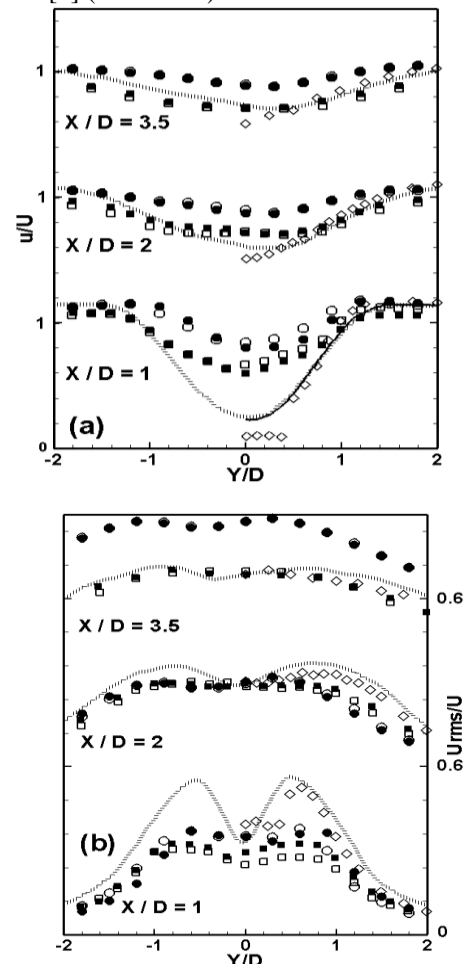 1
X / D = 3.5
1
u/U
X / D = 2
1
X / D = 1
(a)
0
-2 -1 0 1 2
Y/D
0.6
X / D = 3.5
Urms/U
X / D = 2
0.6
(b)
X / D = 1
0
-2 -1 0 1 2
Y/D